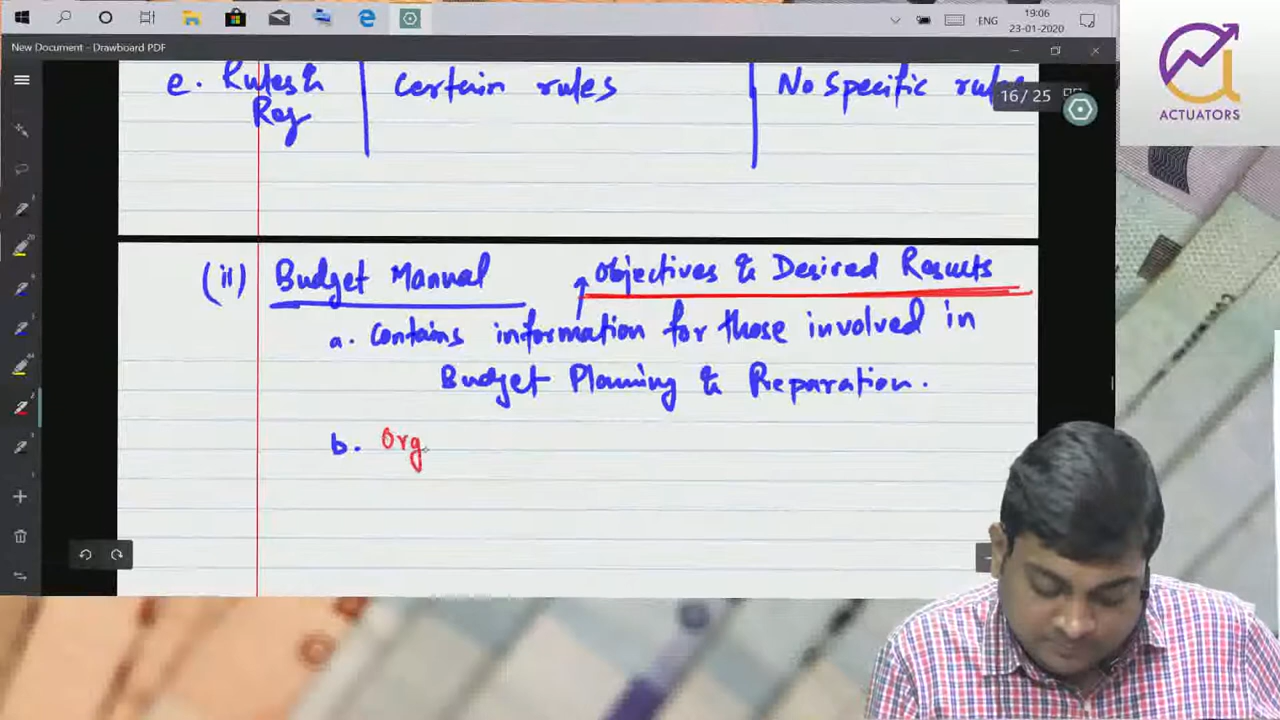 19:06
ENG
23-01-2020
New Document - Drawboard PDF
ACTUATORS
16 / 25
e. Rules & Certain rules No specific rules
Reg
(ii) Budget Manual Objectives & Desired Results
a. Contains information for those involved in
Budget Planning & Preparation.
b. Org